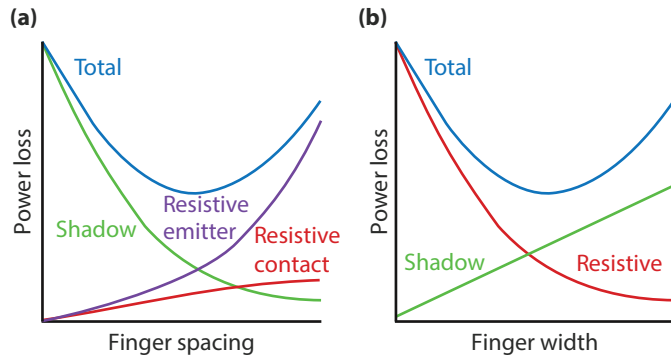 (a)
Total
Shadow
Resistive
emitter
Resistive
contact
Power loss
Finger spacing
(b)
Total
Shadow
Resistive
Power loss
Finger width